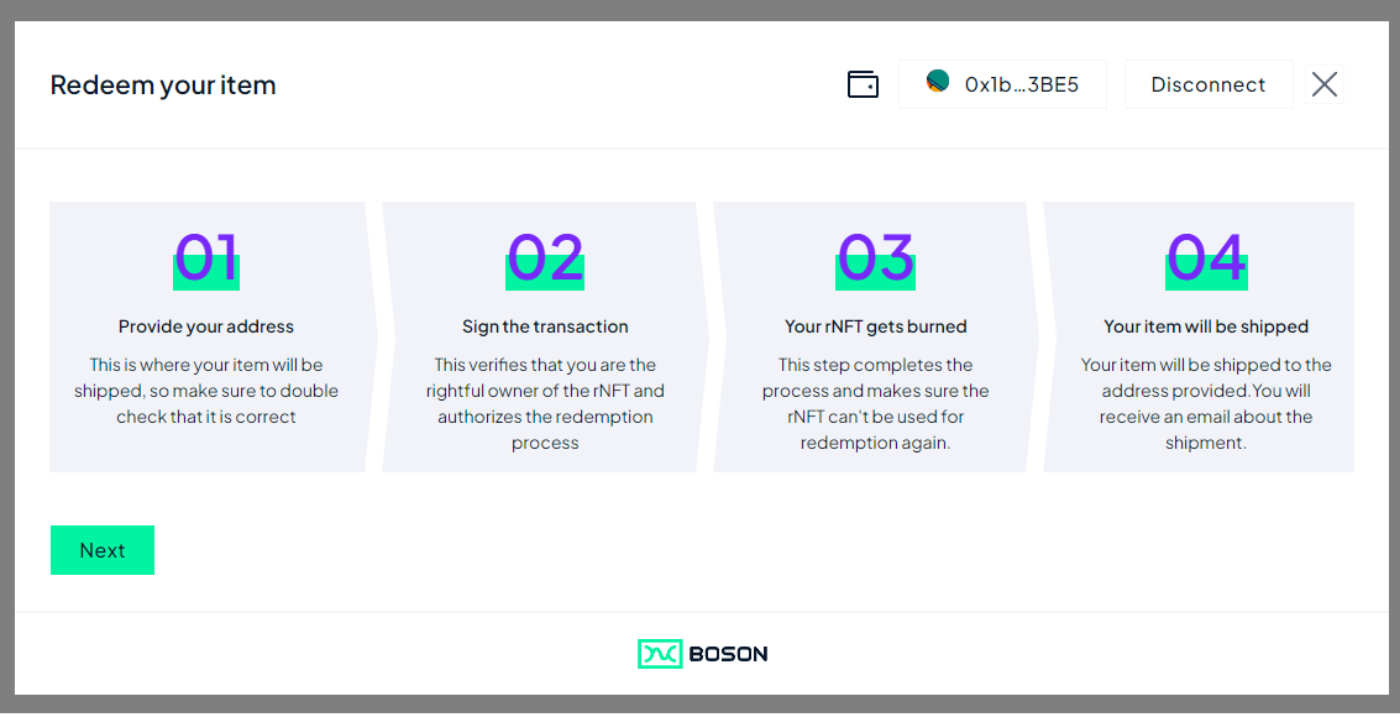 Redeem your item
0x1b...3BE5
Disconnect
01
Provide your address
This is where your item will be
shipped, so make sure to double
check that it is correct
02
Sign the transaction
This verifies that you are the
rightful owner of the rNFT and
authorizes the redemption
process
03
Your rNFT gets burned
This step completes the
process and makes sure the
rNFT can't be used for
redemption again.
04
Your item will be shipped
Your item will be shipped to the
address provided.You will
receive an email about the
shipment.
Next
BOSON